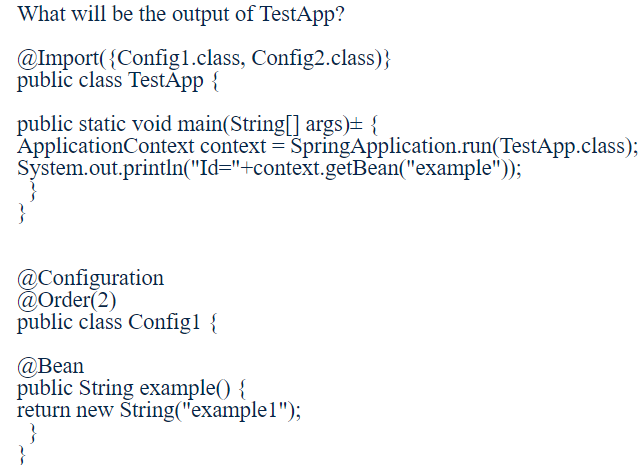 What will be the output of TestApp?
@Import({Config1.class, Config2.class)}
public class TestApp {
public static void main(String[] args)± {
ApplicationContext context = SpringApplication.run(TestApp.class);
System.out.println("Id="+context.getBean("example"));
}
}
@Configuration
@Order(2)
public class Config1 {
@Bean
public String example() {
return new String("example1");
}
}